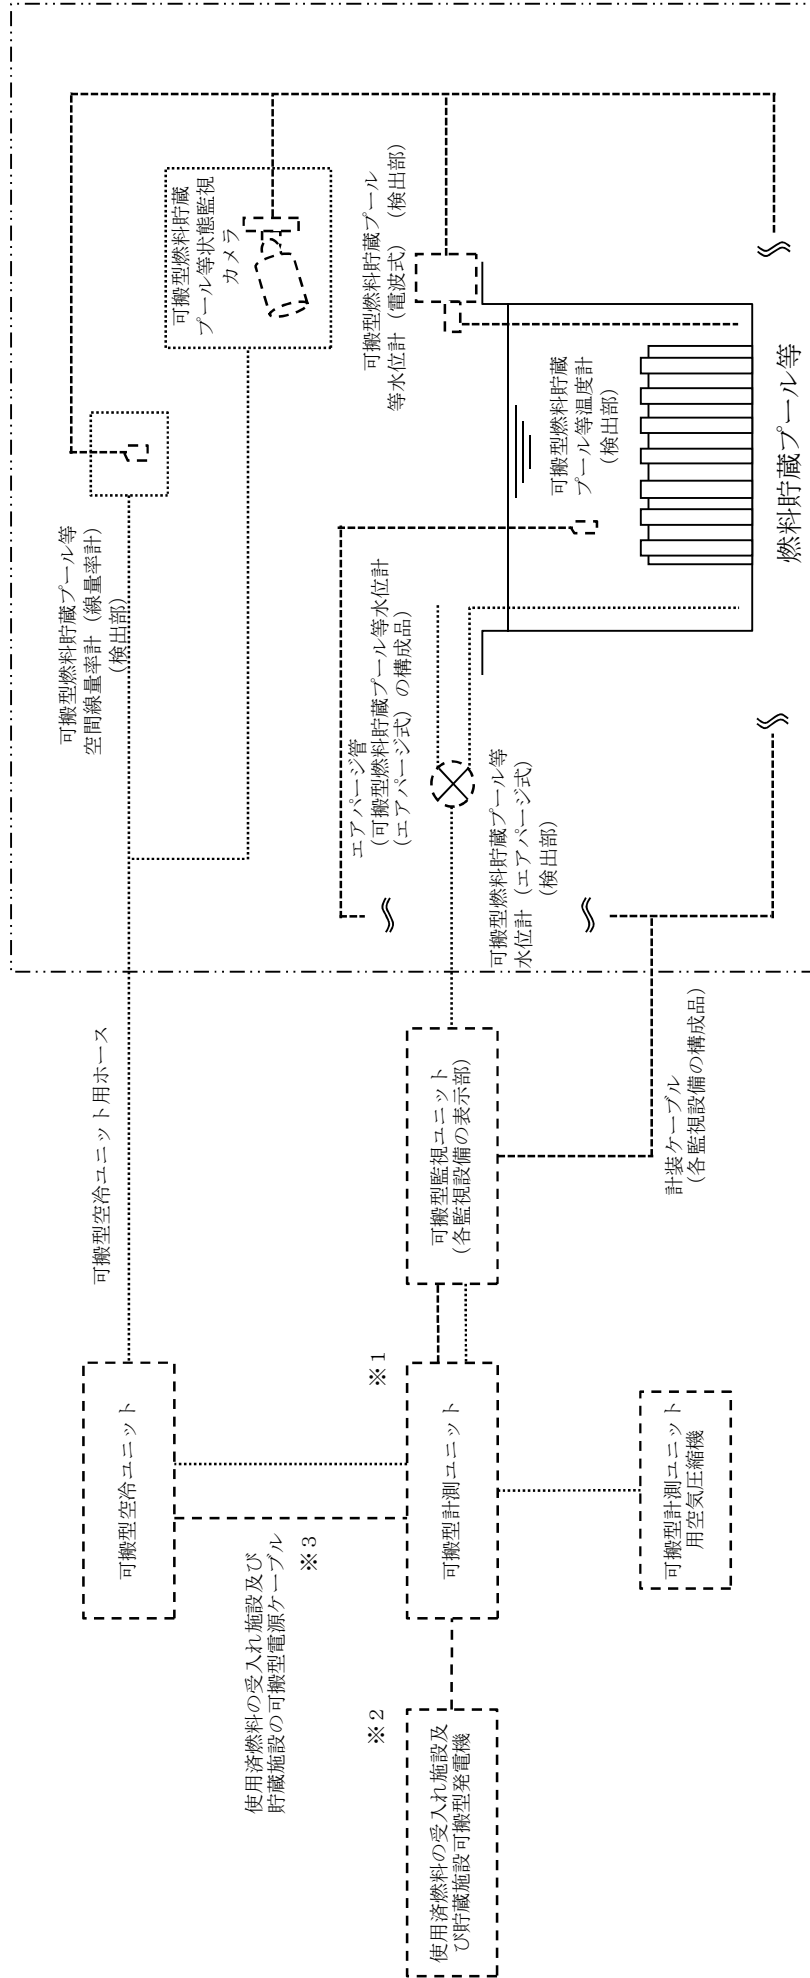 可搬型空冷ユニット
可搬型空冷ユニット用ホース
可搬型燃料貯蔵プール等
空間線量率計（線量率計）
（検出部）
可搬型燃料貯蔵
プール等状態監視
カメラ
使用済燃料の受入れ施設及び
貯蔵施設の可搬型電源ケーブル
※３
※２
※１
使用済燃料の受入れ施設及
び貯蔵施設可搬型発電機
可搬型計測ユニット
可搬型監視ユニット
（各監視設備の表示部）
エアパージ管
（可搬型燃料貯蔵プール等水位計
（エアパージ式）の構成品）
可搬型燃料貯蔵プール
等水位計（電波式）（検出部）
可搬型燃料貯蔵プール等
水位計（エアパージ式）
（検出部）
可搬型燃料貯蔵
プール等温度計
（検出部）
可搬型計測ユニット
用空気圧縮機
計装ケーブル
（各監視設備の構成品）
燃料貯蔵プール等